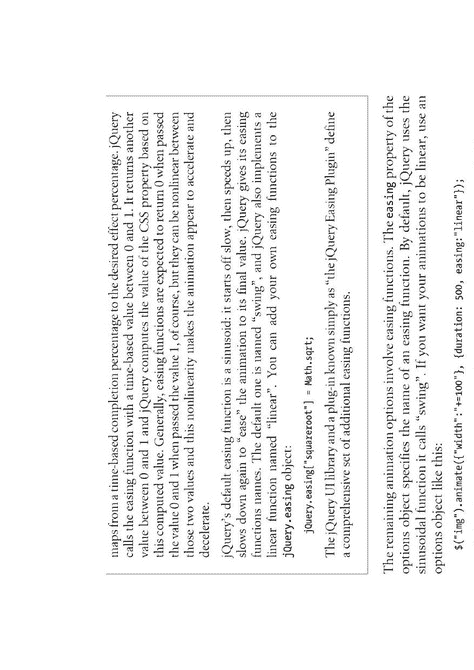 maps from a time-based completion percentage to the desired effect percentage. jQuery
calls the easing function with a time-based value between 0 and 1. It returns another
value between 0 and 1 and jQuery computes the value of the CSS property based on
this computed value. Generally, easing functions are expected to return 0 when passed
the value 0 and 1 when passed the value 1, of course, but they can be nonlinear between
those two values and this nonlinearity makes the animation appear to accelerate and
decelerate.
jQuery's default easing function is a sinusoid: it starts off slow, then speeds up, then
slows down again to "ease" the animation to its final value. jQuery gives its easing
functions names. The default one is named "swing", and jQuery also implements a
linear function named "linear". You can add your own easing functions to the
jQuery.easing object:
jQuery.easing["squareroot"] = Math.sqrt;
The jQuery UI library and a plug-in known simply as "the jQuery Easing Plugin" define
a comprehensive set of additional easing functions.
The remaining animation options involve easing functions. The easing property of the
options object specifies the name of an easing function. By default, jQuery uses the
sinusoidal function it calls "swing". If you want your animations to be linear, use an
options object like this:
$("img").animate({"width":"+=100"}, {duration: 500, easing:"linear"});